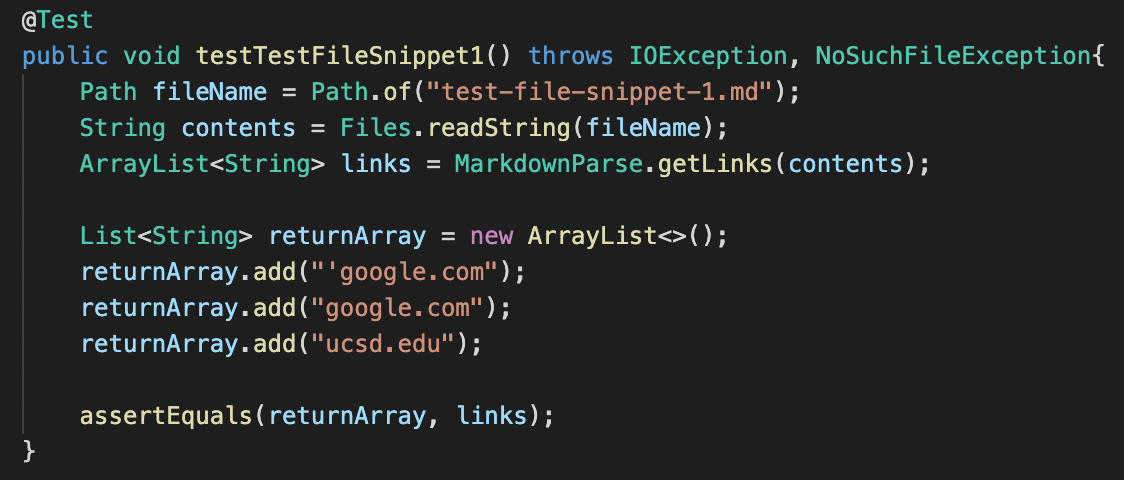 @Test
public void testTestFileSnippet1() throws IOException, NoSuchFileException{
    Path fileName = Path.of("test-file-snippet-1.md");
    String contents = Files.readString(fileName);
    ArrayList<String> links = MarkdownParse.getLinks(contents);

    List<String> returnArray = new ArrayList<>();
    returnArray.add("'google.com");
    returnArray.add("google.com");
    returnArray.add("ucsd.edu");

    assertEquals(returnArray, links);
}